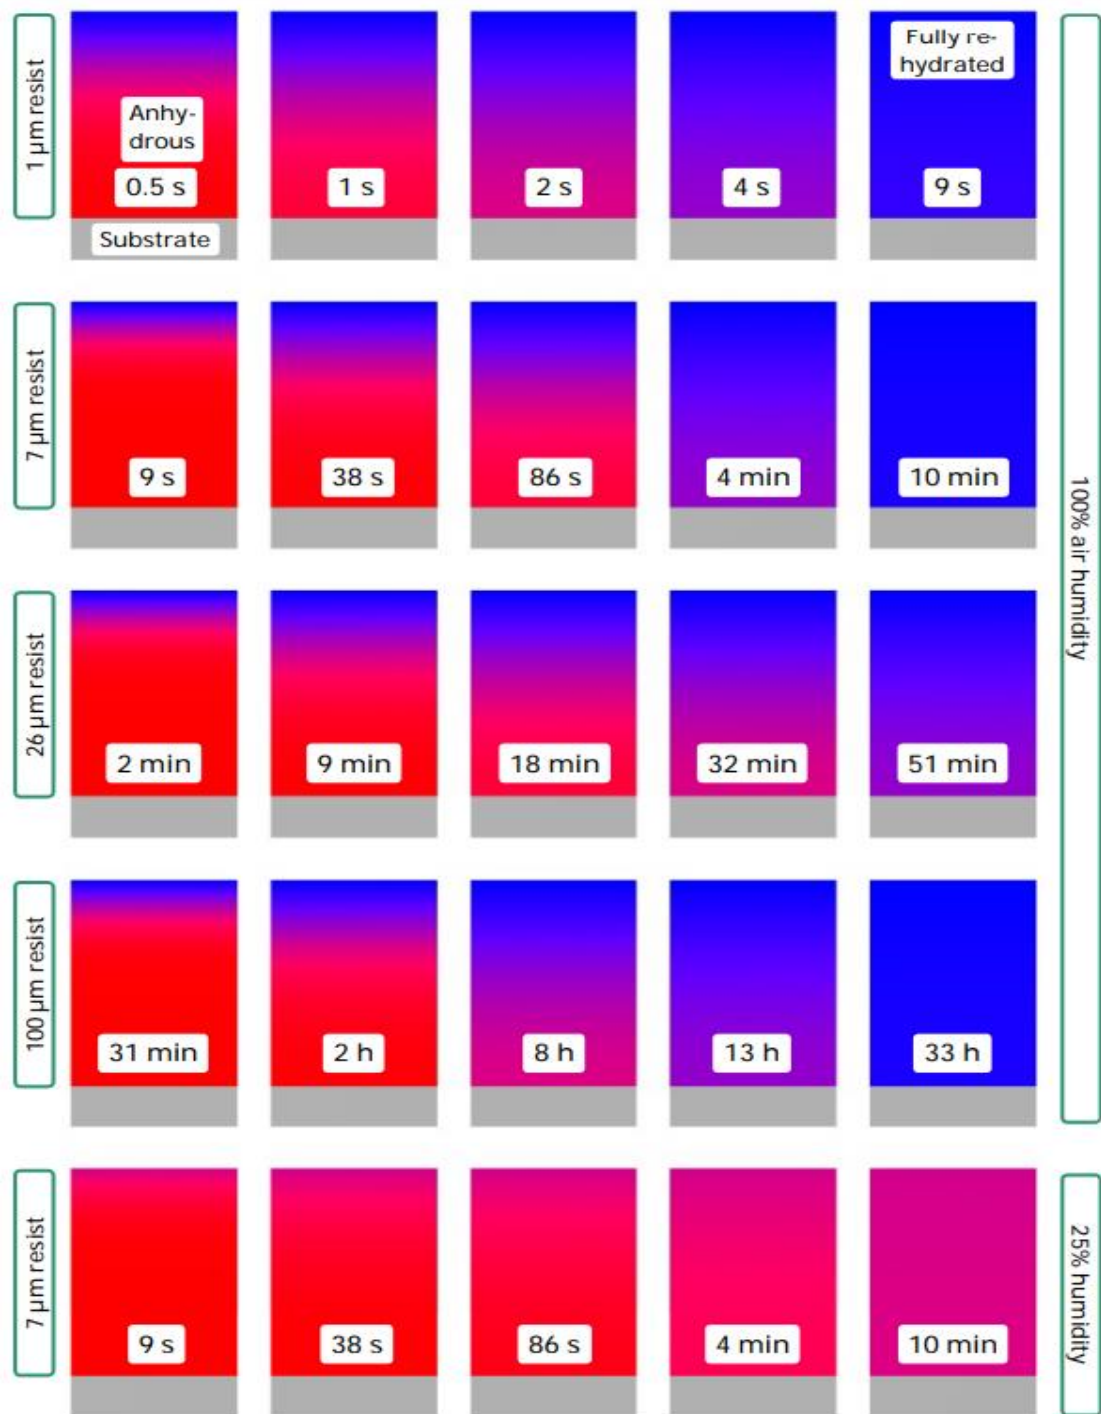 1 µm resist
Anhy-
drous
0.5 s
Substrate
1 s
2 s
4 s
Fully re-
hydrated
9 s
7 µm resist
9 s
38 s
86 s
4 min
10 min
26 µm resist
2 min
9 min
18 min
32 min
51 min
100 µm resist
31 min
2 h
8 h
13 h
33 h
100% air humidity
7 µm resist
9 s
38 s
86 s
4 min
10 min
25% humidity